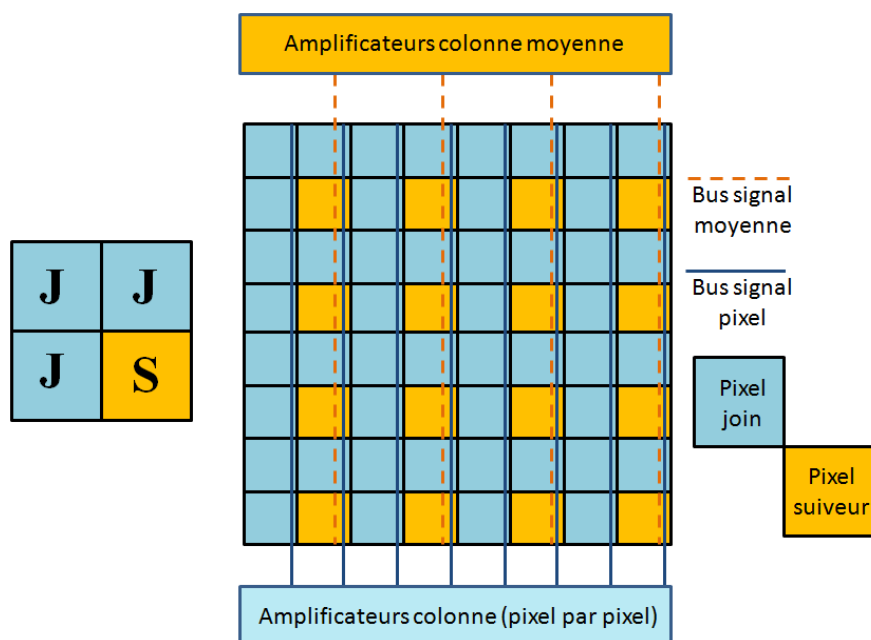 Amplificateurs colonne moyenne
J J
J S
Bus signal
moyenne
Bus signal
pixel
Pixel
join
Pixel
suiveur
Amplificateurs colonne (pixel par pixel)